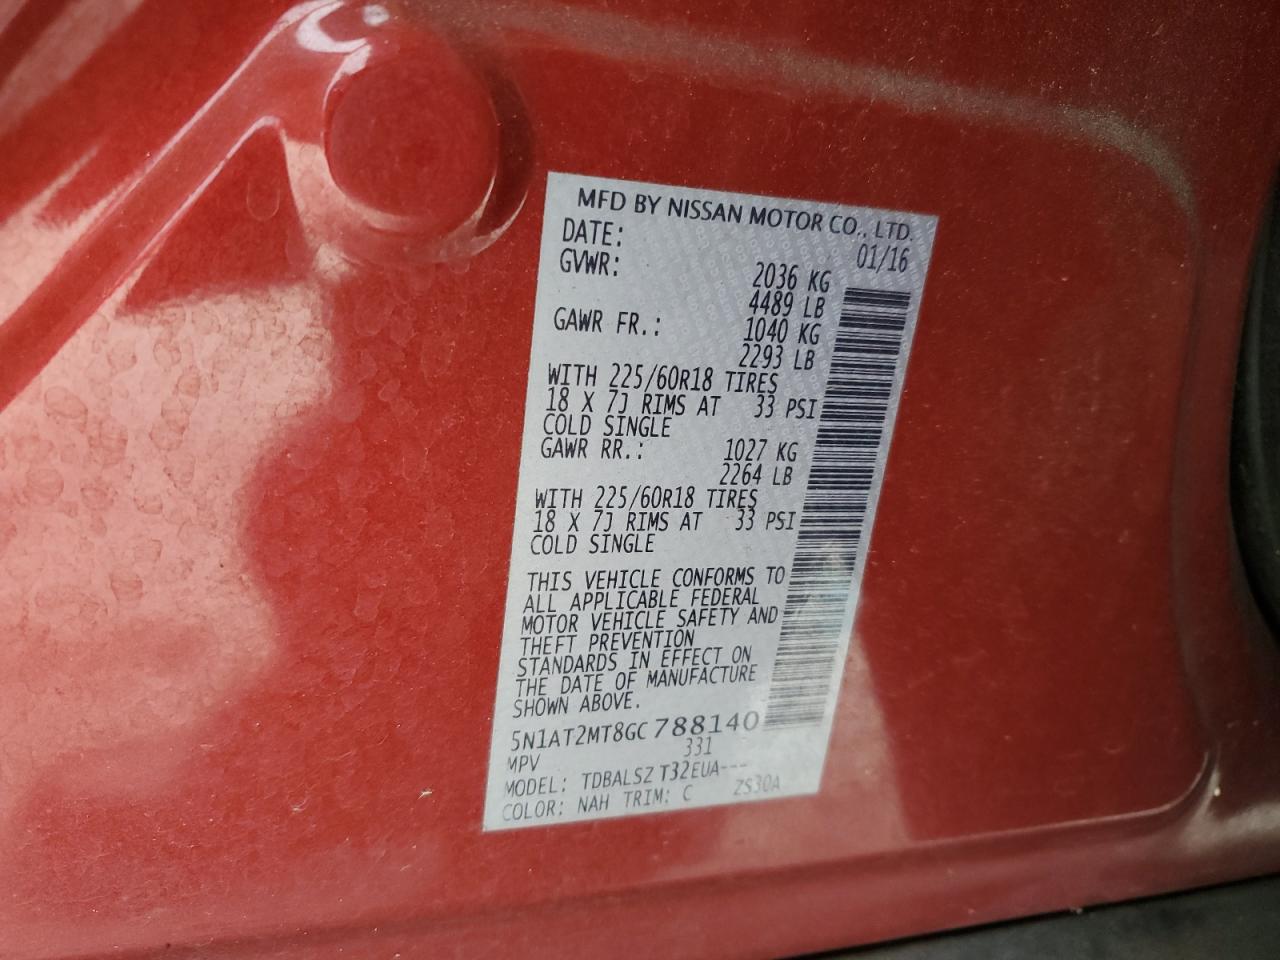 MFD BY NISSAN MOTOR CO., LTD.
DATE: 01/16
GVWR: 2036 KG
4489 LB
GAWR FR.: 1040 KG
2293 LB
WITH 225/60R18 TIRES
18 X 7J RIMS AT 33 PSI
COLD SINGLE
GAWR RR.: 1027 KG
2264 LB
WITH 225/60R18 TIRES
18 X 7J RIMS AT 33 PSI
COLD SINGLE
THIS VEHICLE CONFORMS TO
ALL APPLICABLE FEDERAL
MOTOR VEHICLE SAFETY AND
THEFT PREVENTION
STANDARDS IN EFFECT ON
THE DATE OF MANUFACTURE
SHOWN ABOVE.
5N1AT2MT8GC788140
MPV 331
MODEL: TDBALSZ T32EUA---
COLOR: NAH TRIM: C ZS30A